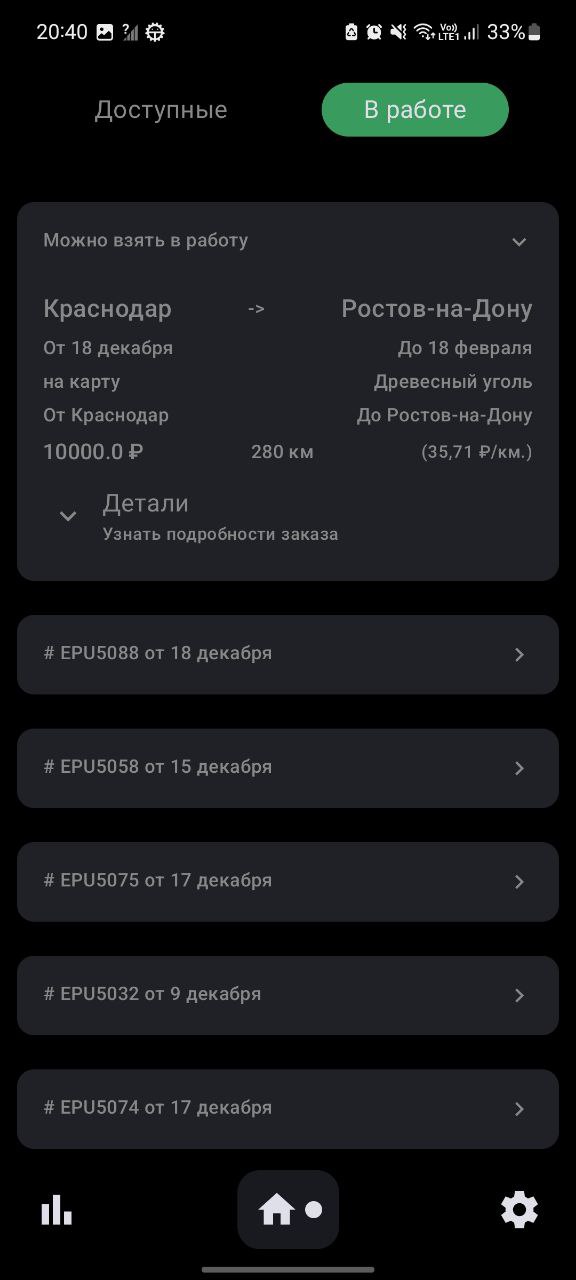 20:40 33%
Доступные В работе
Можно взять в работу
Краснодар -> Ростов-на-Дону
От 18 декабря До 18 февраля
на карту Древесный уголь
От Краснодар До Ростов-на-Дону
10000.0 ₽ 280 км (35,71 ₽/км.)
Детали
Узнать подробности заказа
# EPU5088 от 18 декабря
# EPU5058 от 15 декабря
# EPU5075 от 17 декабря
# EPU5032 от 9 декабря
# EPU5074 от 17 декабря